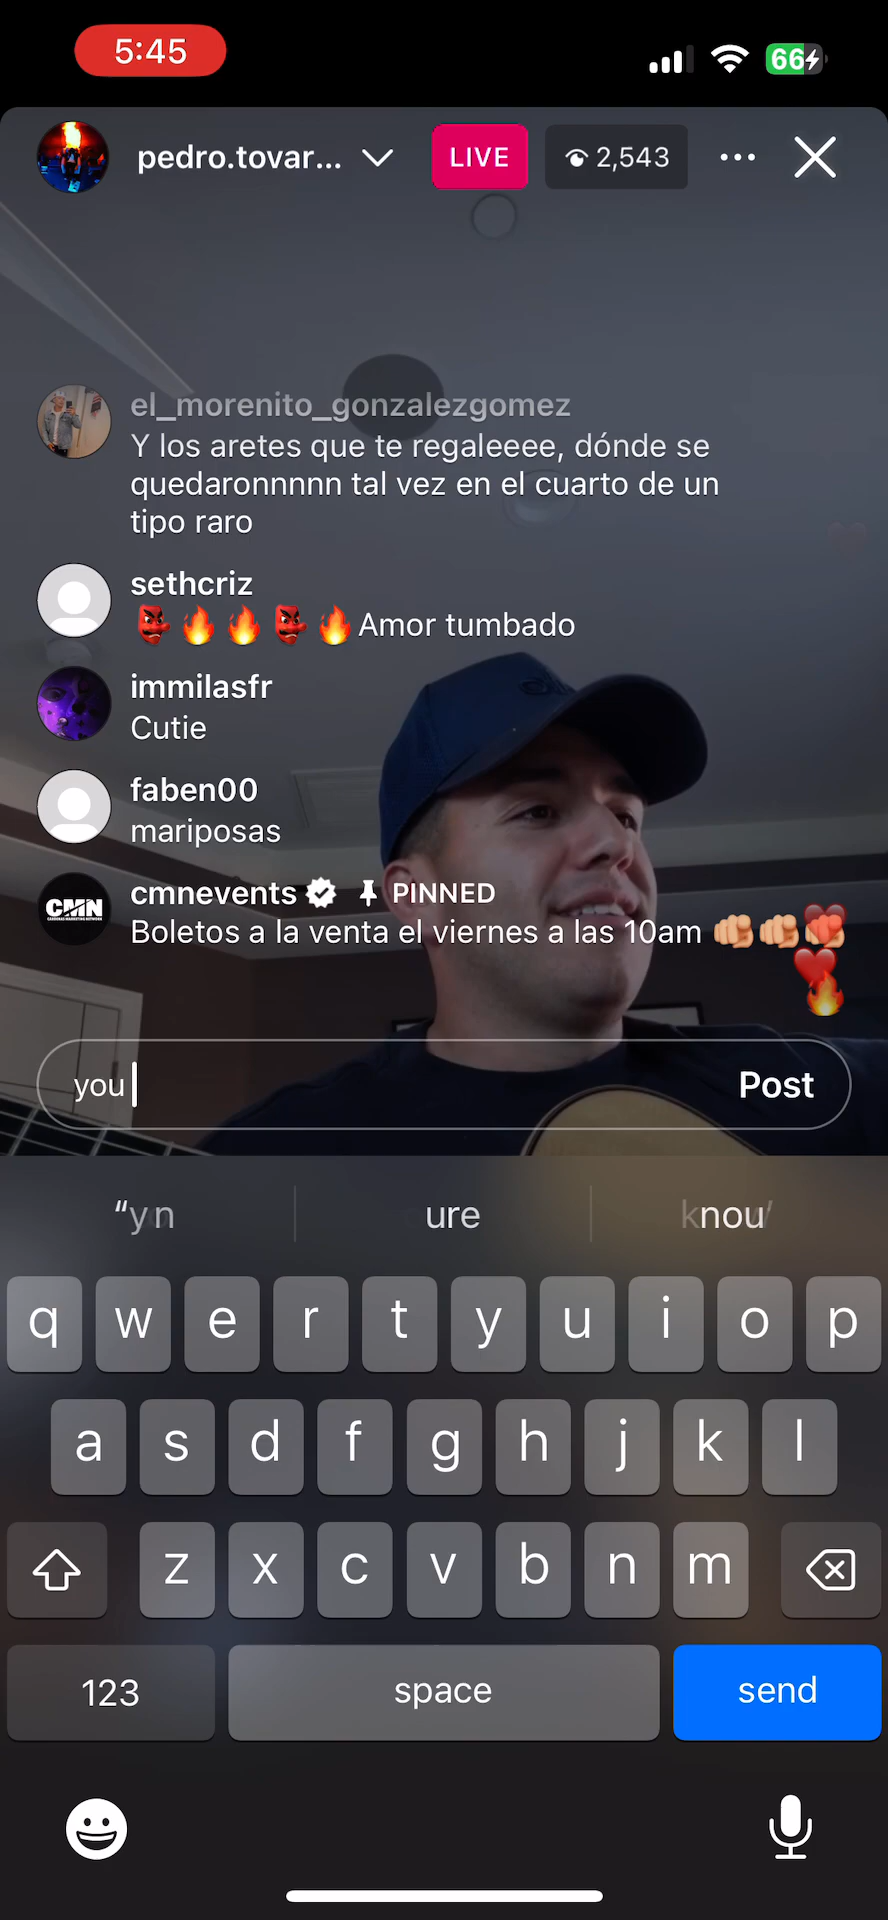 5:45
66
pedro.tovar...
LIVE
2,543
el_morenito_gonzalezgomez
Y los aretes que te regaleeee, dónde se
quedaronnnnn tal vez en el cuarto de un
tipo raro
sethcriz
👺🔥🔥👺🔥Amor tumbado
immilasfr
Cutie
faben00
mariposas
CMN
cmnevents PINNED
Boletos a la venta el viernes a las 10am 🫵🏼🫵🏼🫵🏼
you
Post
ure
q w e r t y u i o p
a s d f g h j k l
z x c v b n m
123
space
send